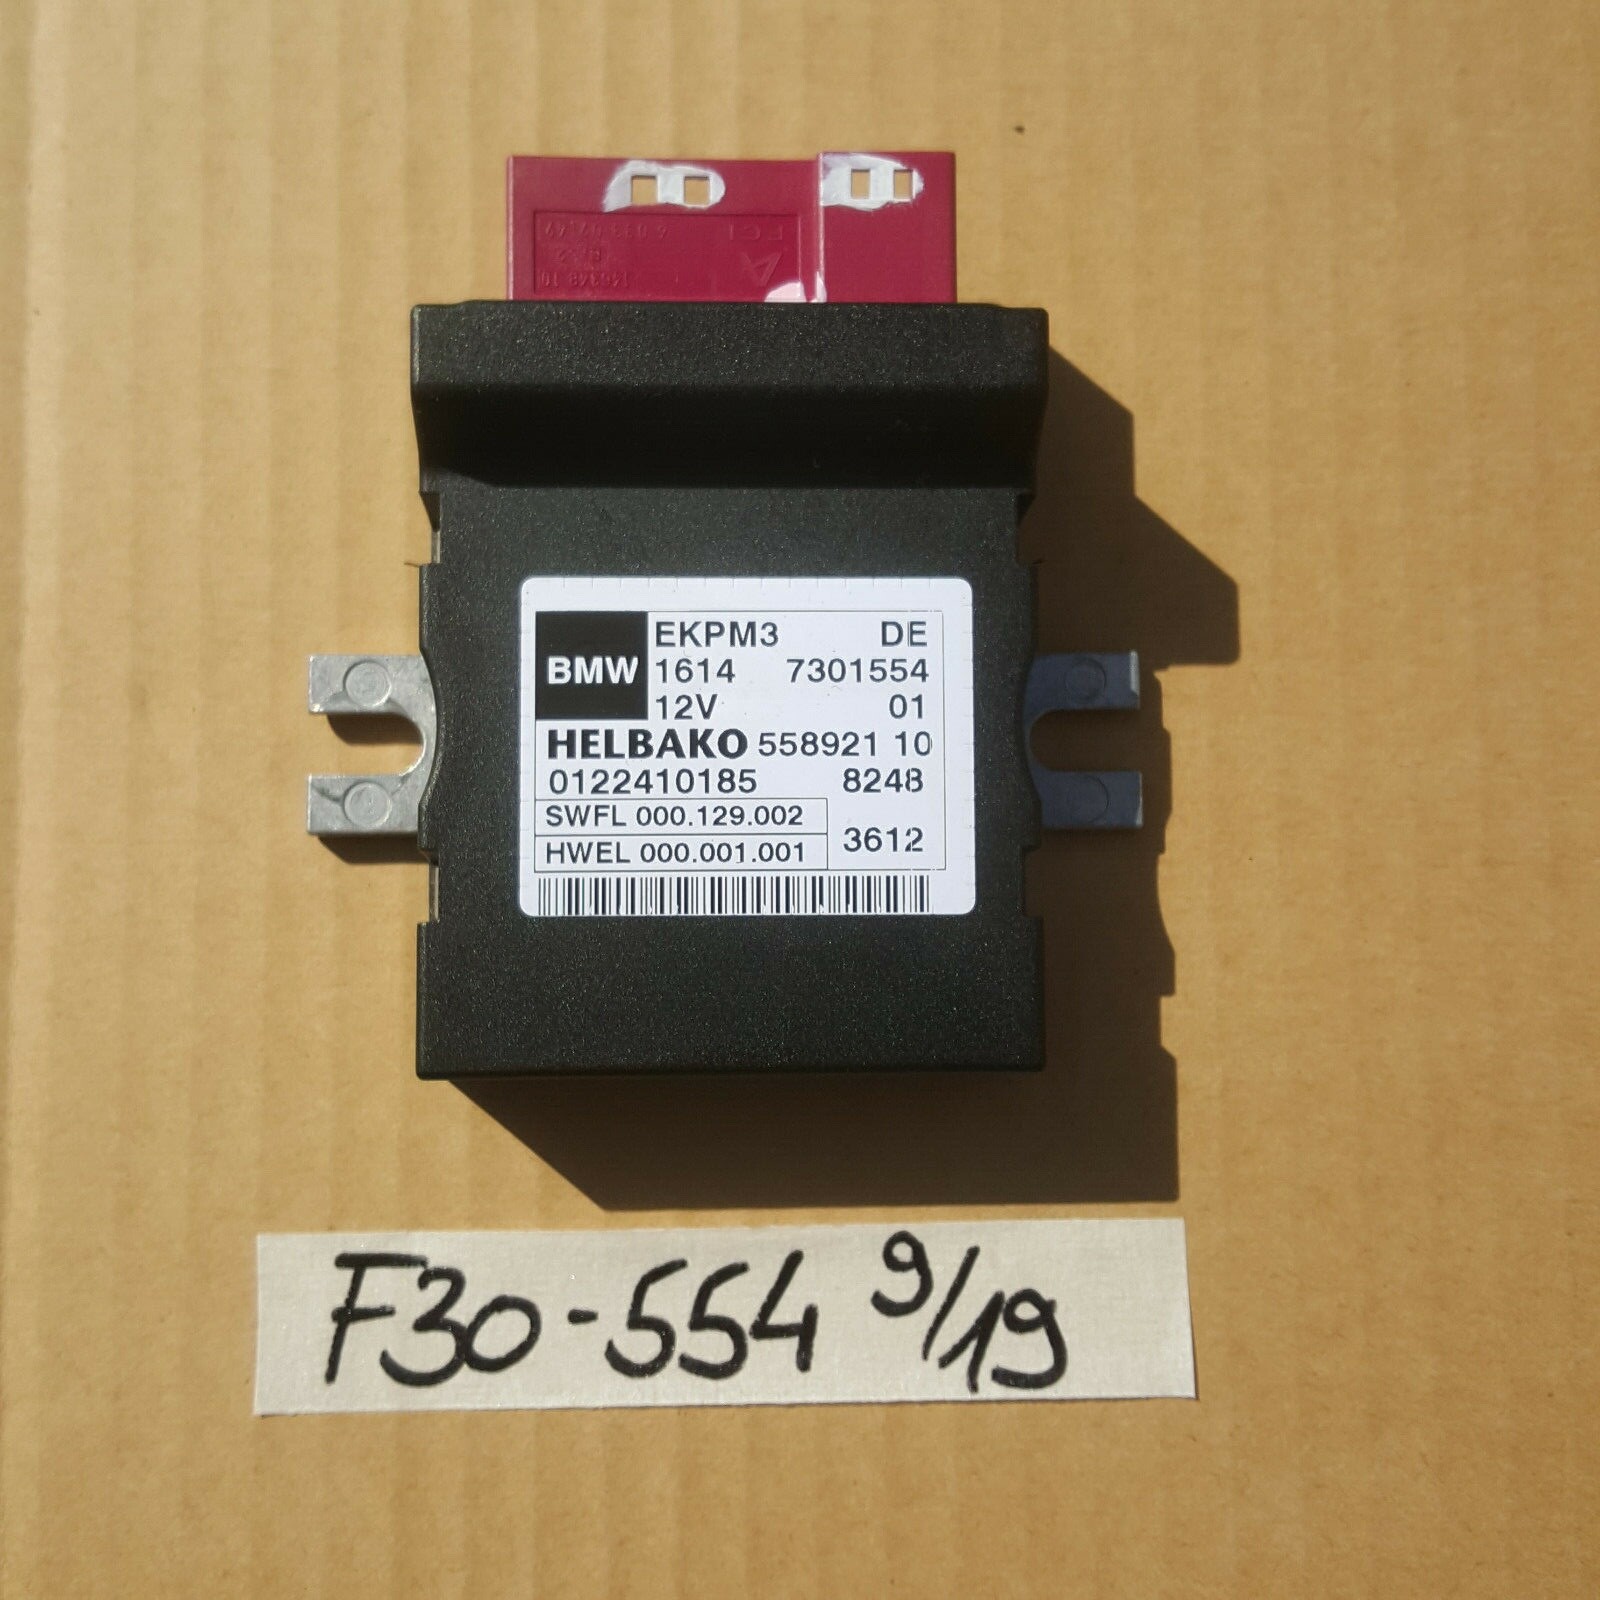 BMW
EKPM3 DE
1614 7301554
12V 01
HELBAKO 558921 10
0122410185 8248
SWFL 000.129.002
HWEL 000.001.001
3612
F30-554 9/19